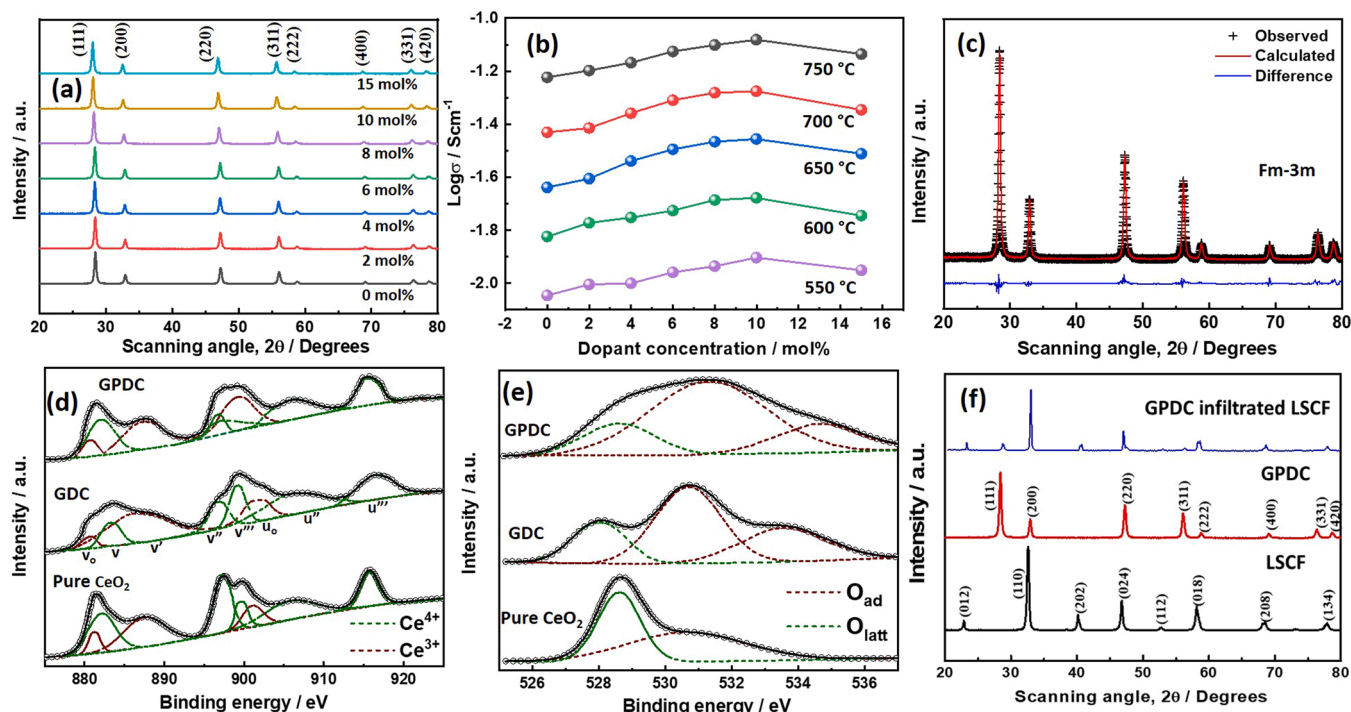 (a)
(111)
(200)
(220)
(311)
(222)
(400)
(331)
(420)
15 mol%
10 mol%
8 mol%
6 mol%
4 mol%
2 mol%
0 mol%
Intensity / a.u.
20 30 40 50 60 70 80
Scanning angle, 2θ / Degrees
(b)
-1.0
-1.2
-1.4
-1.6
-1.8
-2.0
Logσ / Scm⁻¹
750 °C
700 °C
650 °C
600 °C
550 °C
-2 0 2 4 6 8 10 12 14 16
Dopant concentration / mol%
(c)
+ Observed
Calculated
Difference
Fm-3m
Intensity / a.u.
20 30 40 50 60 70 80
Scanning angle, 2θ / Degrees
(d)
GPDC
GDC
v₀ v v' v'' v''' u₀ u'' u'''
Pure CeO₂
Ce⁴⁺
Ce³⁺
Intensity / a.u.
880 890 900 910 920
Binding energy / eV
(e)
GPDC
GDC
Pure CeO₂
O_ad
O_latt
Intensity / a.u.
526 528 530 532 534 536
Binding energy / eV
(f)
GPDC infiltrated LSCF
GPDC
(111)
(200)
(220)
(311)
(222)
(400)
(331)
(420)
LSCF
(012)
(110)
(202)
(024)
(112)
(018)
(208)
(134)
Intensity / a.u.
20 30 40 50 60 70 80
Scanning angle, 2θ / Degrees